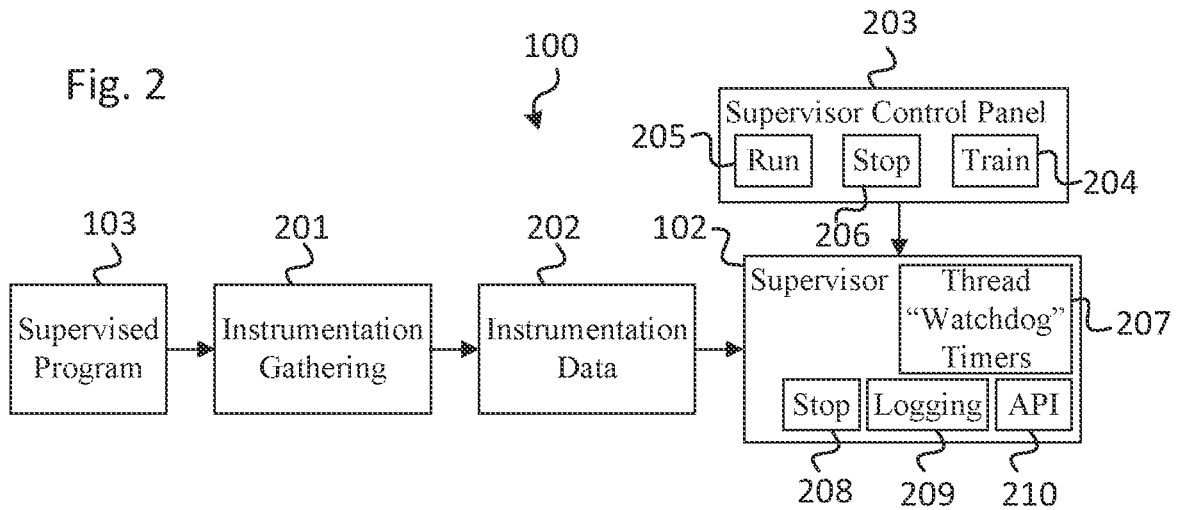 Fig. 2
100
203
Supervisor Control Panel
205
Run
Stop
Train
204
206
103
201
202
102
Supervised
Program
Instrumentation
Gathering
Instrumentation
Data
Supervisor
Thread
“Watchdog”
Timers
207
Stop
Logging
API
208
209
210